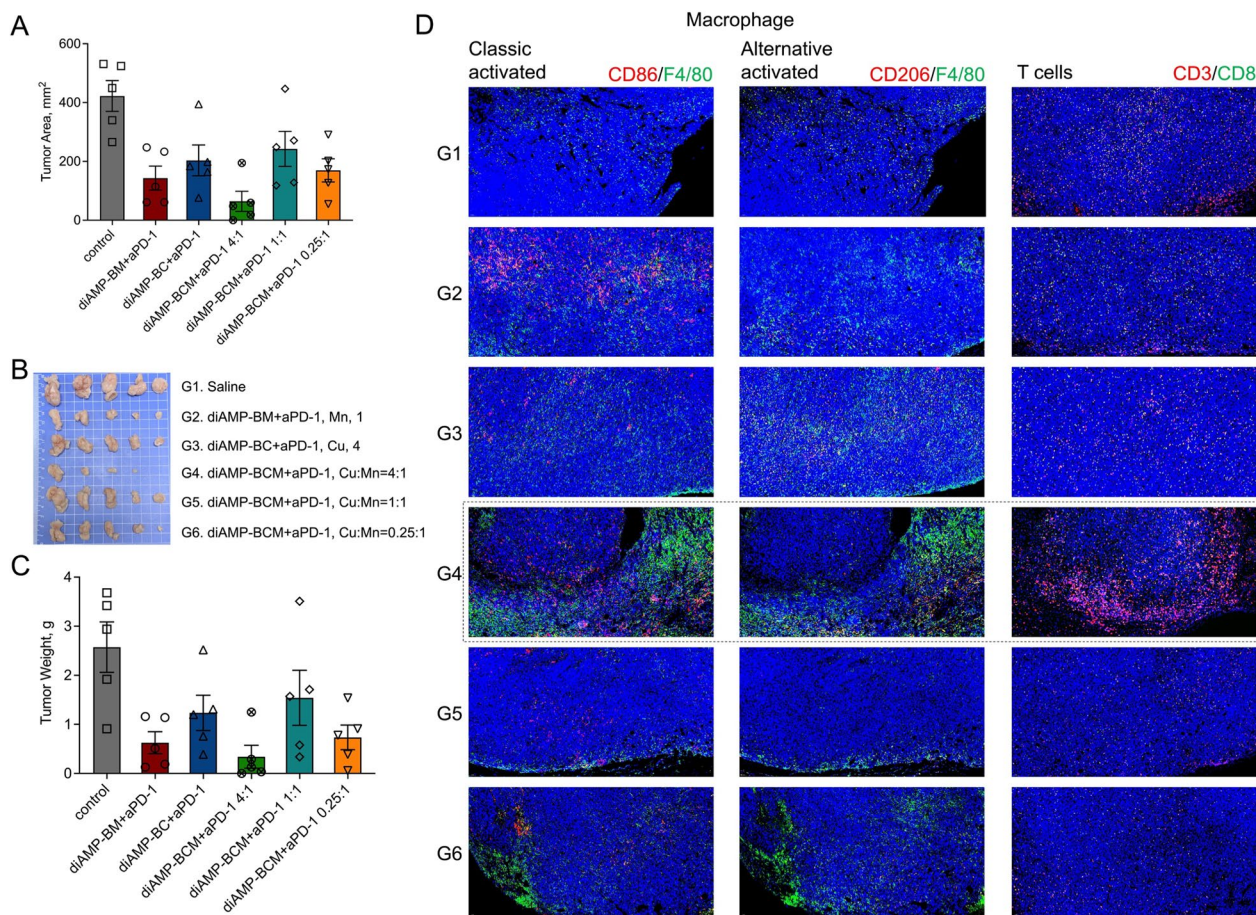 A
Tumor Area, mm²
600
400
200
0
control
diAMP-BM+aPD-1
diAMP-BC+aPD-1
diAMP-BCM+aPD-1 4:1
diAMP-BCM+aPD-1 1:1
diAMP-BCM+aPD-1 0.25:1
B
G1. Saline
G2. diAMP-BM+aPD-1, Mn, 1
G3. diAMP-BC+aPD-1, Cu, 4
G4. diAMP-BCM+aPD-1, Cu:Mn=4:1
G5. diAMP-BCM+aPD-1, Cu:Mn=1:1
G6. diAMP-BCM+aPD-1, Cu:Mn=0.25:1
C
Tumor Weight, g
4
3
2
1
0
control
diAMP-BM+aPD-1
diAMP-BC+aPD-1
diAMP-BCM+aPD-1 4:1
diAMP-BCM+aPD-1 1:1
diAMP-BCM+aPD-1 0.25:1
D
Macrophage
Classic
activated
CD86/F4/80
Alternative
activated
CD206/F4/80
T cells
CD3/CD8
G1
G2
G3
G4
G5
G6